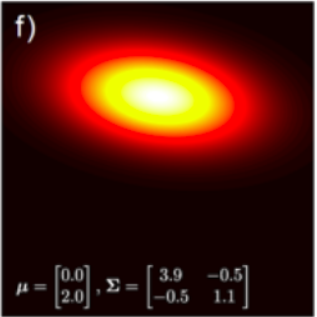 f)
μ = [0.0 2.0], Σ = [3.9 −0.5 −0.5 1.1]